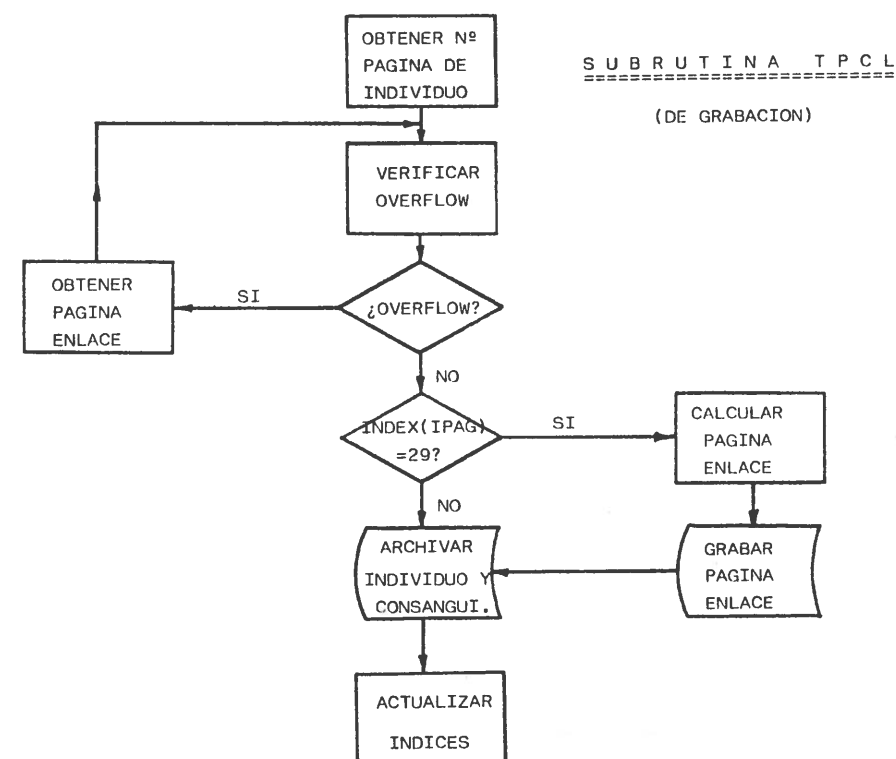 OBTENER Nº
PAGINA DE
INDIVIDUO
S U B R U T I N A   T P C L
(DE GRABACION)
VERIFICAR
OVERFLOW
OBTENER
PAGINA
ENLACE
SI
¿OVERFLOW?
NO
INDEX(IPAG)
=29?
SI
CALCULAR
PAGINA
ENLACE
NO
ARCHIVAR
INDIVIDUO Y
CONSANGUI.
GRABAR
PAGINA
ENLACE
ACTUALIZAR
INDICES